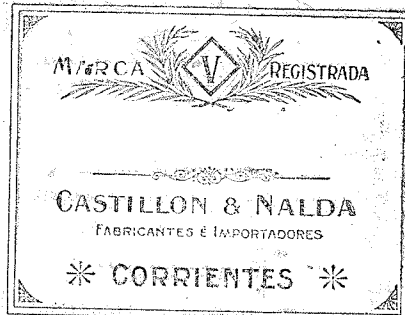 MARCA V REGISTRADA
CASTILLON & NALDA
FABRICANTES É IMPORTADORES
CORRIENTES